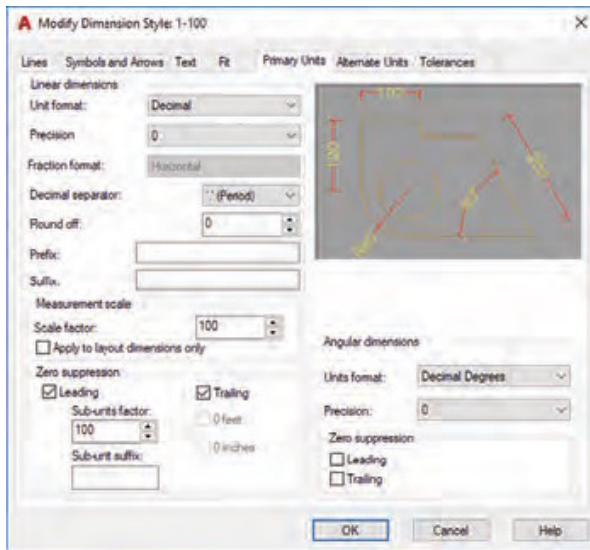 Modify Dimension Style: 1-100
Lines Symbols and Arrows Text Fit Primary Units Alternate Units Tolerances
Linear dimensions
Unit format: Decimal
Precision 0
Fraction format: Horizontal
Decimal separator: '.' (Period)
Round off: 0
Prefix:
Suffix:
Measurement scale
Scale factor: 100
Apply to layout dimensions only
Zero suppression
Leading
Trailing
Sub-units factor:
100
0 feet
0 inches
Sub-unit suffix:
Angular dimensions
Units format: Decimal Degrees
Precision: 0
Zero suppression
Leading
Trailing
OK Cancel Help